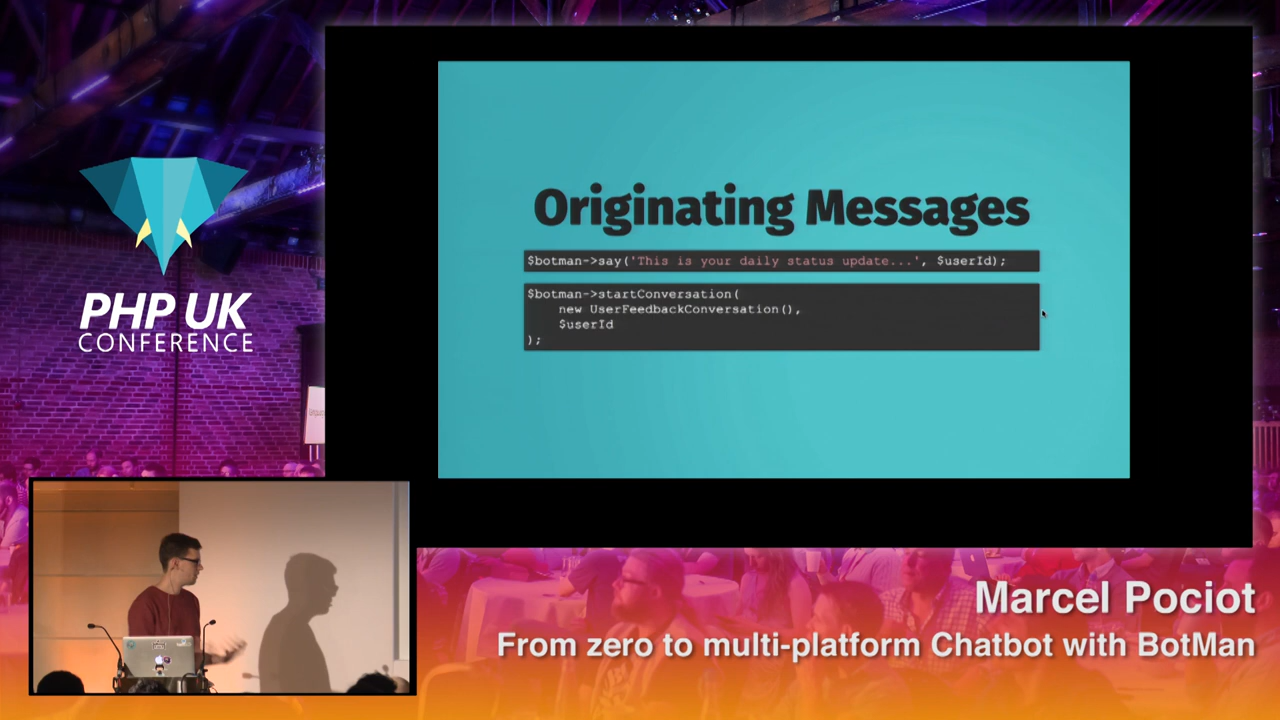 PHP UK
CONFERENCE
Originating Messages
$botman->say('This is your daily status update...', $userId);
$botman->startConversation(
    new UserFeedbackConversation(),
    $userId
);
Marcel Pociot
From zero to multi-platform Chatbot with BotMan